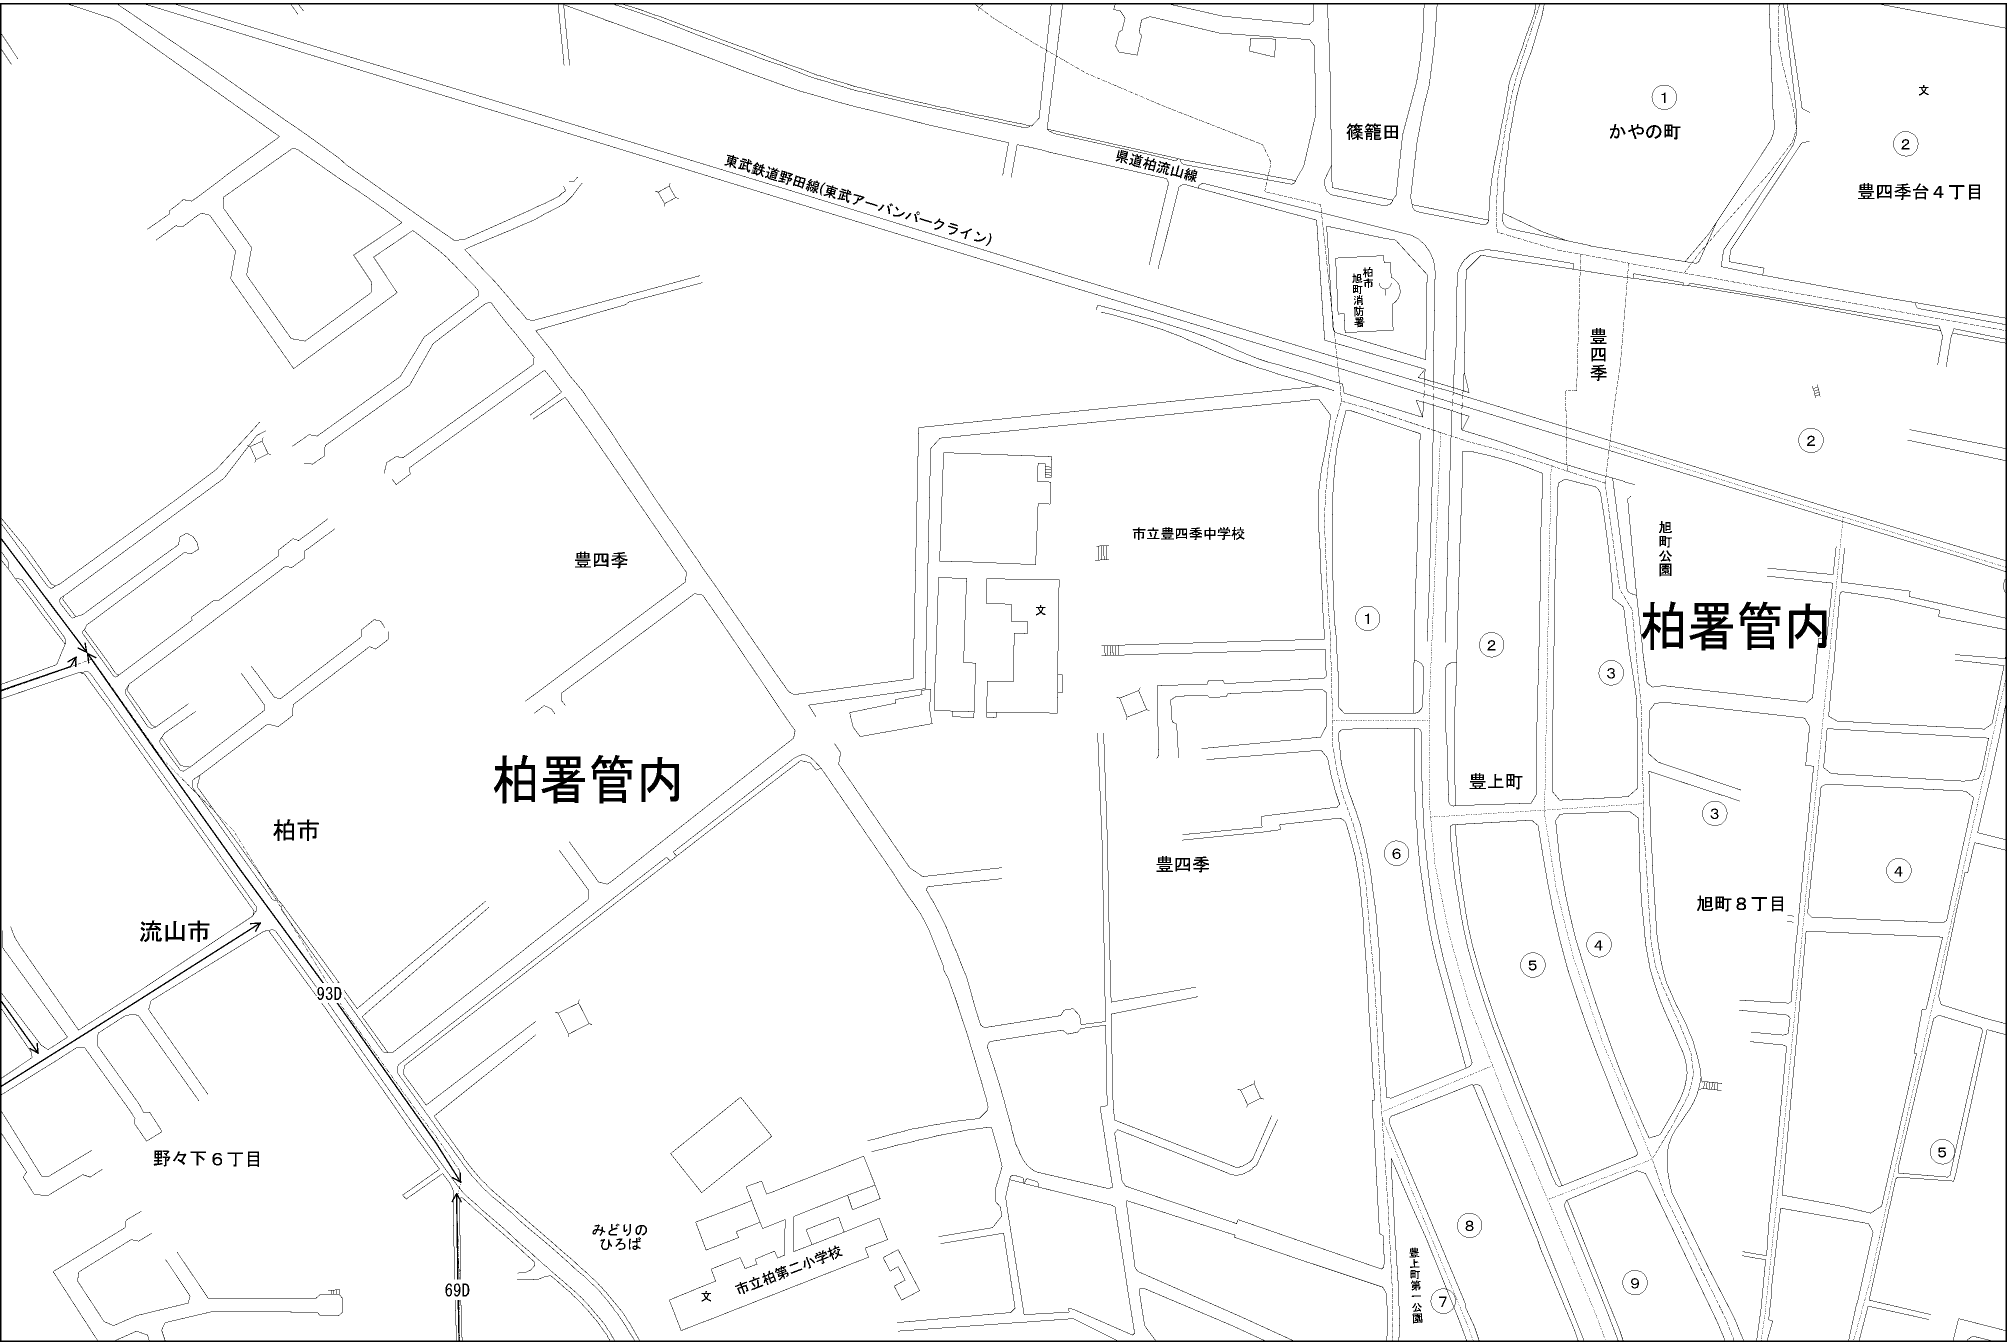 文
①
かやの町
篠籠田
②
豊四季台４丁目
県道柏流山線
東武鉄道野田線(東武アーバンパークライン)
柏市
旭町消防署
豊四季
②
市立豊四季中学校
旭町公園
豊四季
文
①
②
③
柏署管内
柏署管内
豊上町
③
柏市
⑥
豊四季
④
旭町８丁目
流山市
④
⑤
93D
⑤
野々下６丁目
みどりの
ひろば
⑧
市立柏第二小学校
文
69D
豊上町第一公園
⑦
⑨